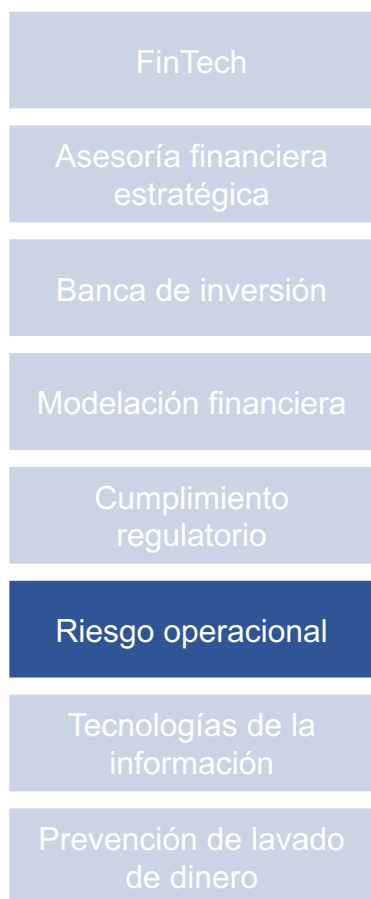 FinTech
Asesoría financiera
estratégica
Banca de inversión
Modelación financiera
Cumplimiento
regulatorio
Riesgo operacional
Tecnologías de la
información
Prevención de lavado
de dinero